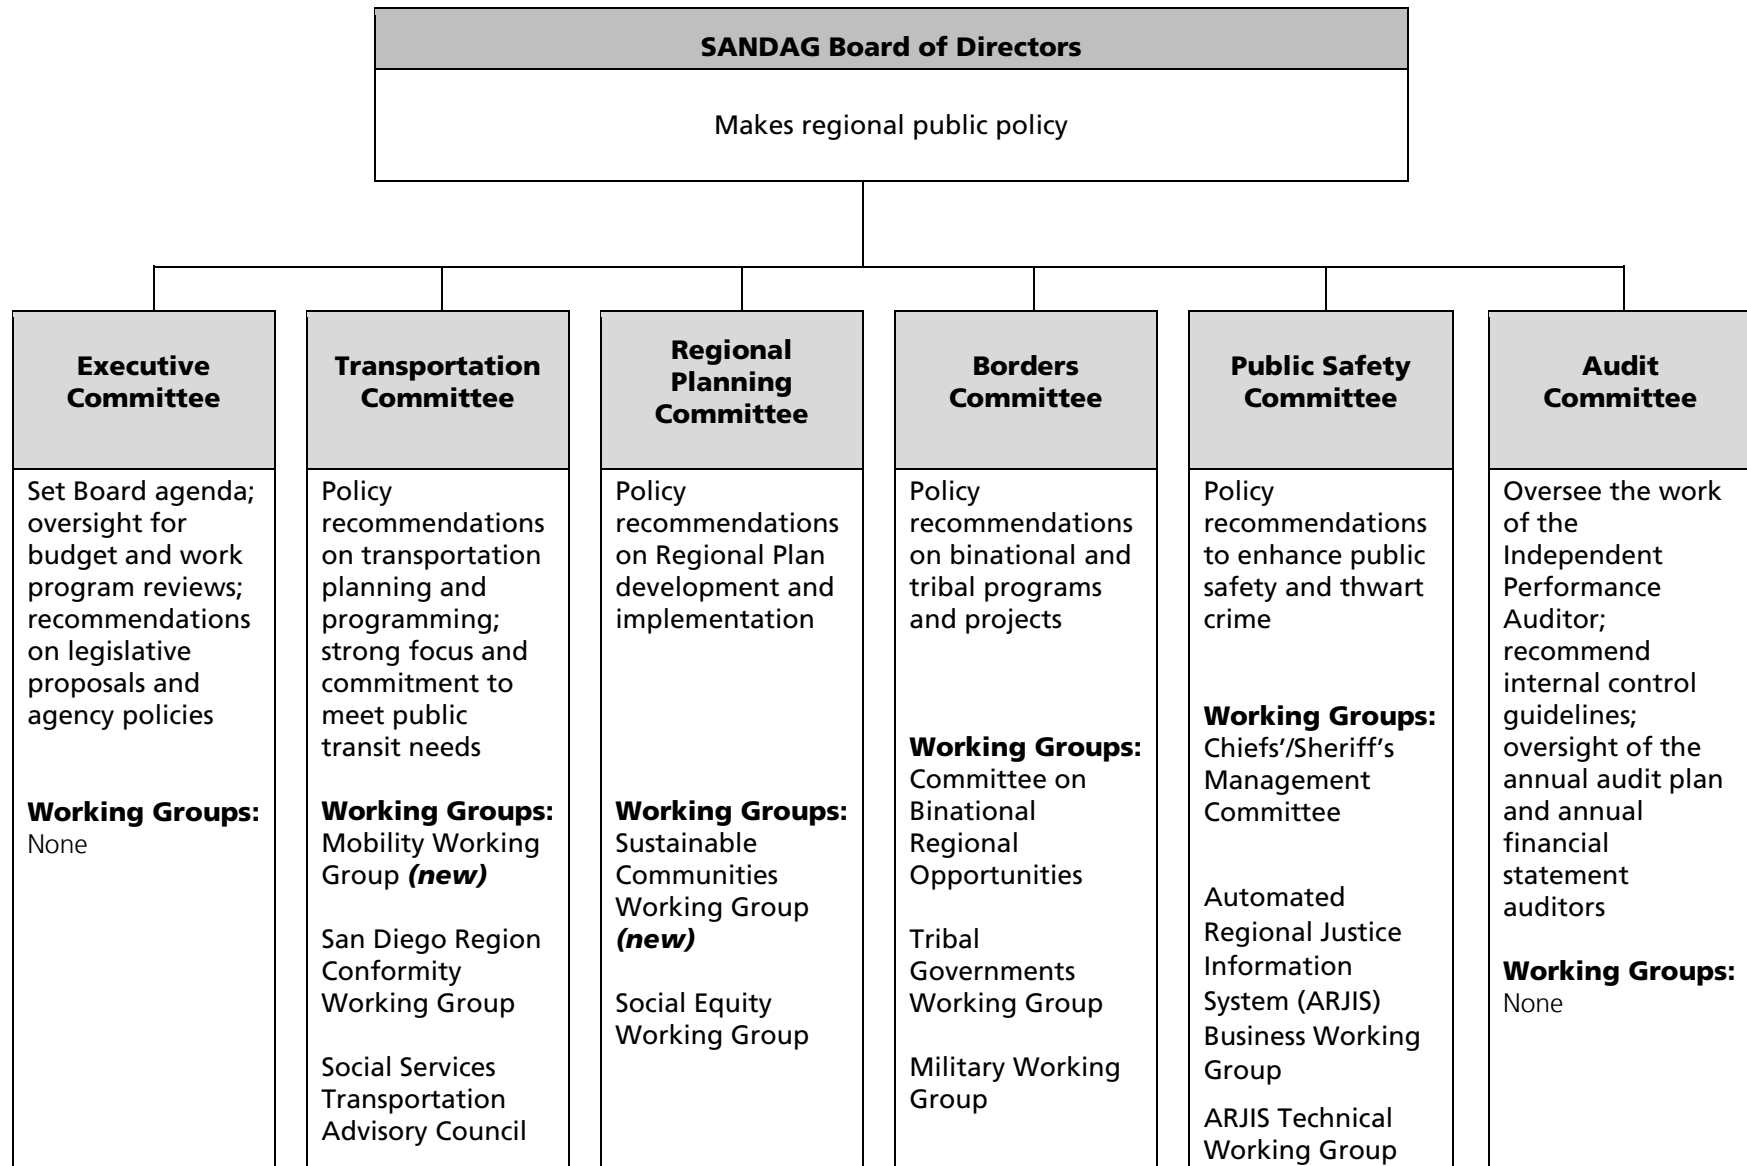 SANDAG Board of Directors
Makes regional public policy
Executive
Committee
Set Board agenda;
oversight for
budget and work
program reviews;
recommendations
on legislative
proposals and
agency policies
Working Groups:
None
Transportation
Committee
Policy
recommendations
on transportation
planning and
programming;
strong focus and
commitment to
meet public
transit needs
Working Groups:
Mobility Working
Group (new)
San Diego Region
Conformity
Working Group
Social Services
Transportation
Advisory Council
Regional
Planning
Committee
Policy
recommendations
on Regional Plan
development and
implementation
Working Groups:
Sustainable
Communities
Working Group
(new)
Social Equity
Working Group
Borders
Committee
Policy
recommendations
on binational and
tribal programs
and projects
Working Groups:
Committee on
Binational
Regional
Opportunities
Tribal
Governments
Working Group
Military Working
Group
Public Safety
Committee
Policy
recommendations
to enhance public
safety and thwart
crime
Working Groups:
Chiefs’/Sheriff’s
Management
Committee
Automated
Regional Justice
Information
System (ARJIS)
Business Working
Group
ARJIS Technical
Working Group
Audit
Committee
Oversee the work
of the
Independent
Performance
Auditor;
recommend
internal control
guidelines;
oversight of the
annual audit plan
and annual
financial
statement
auditors
Working Groups:
None